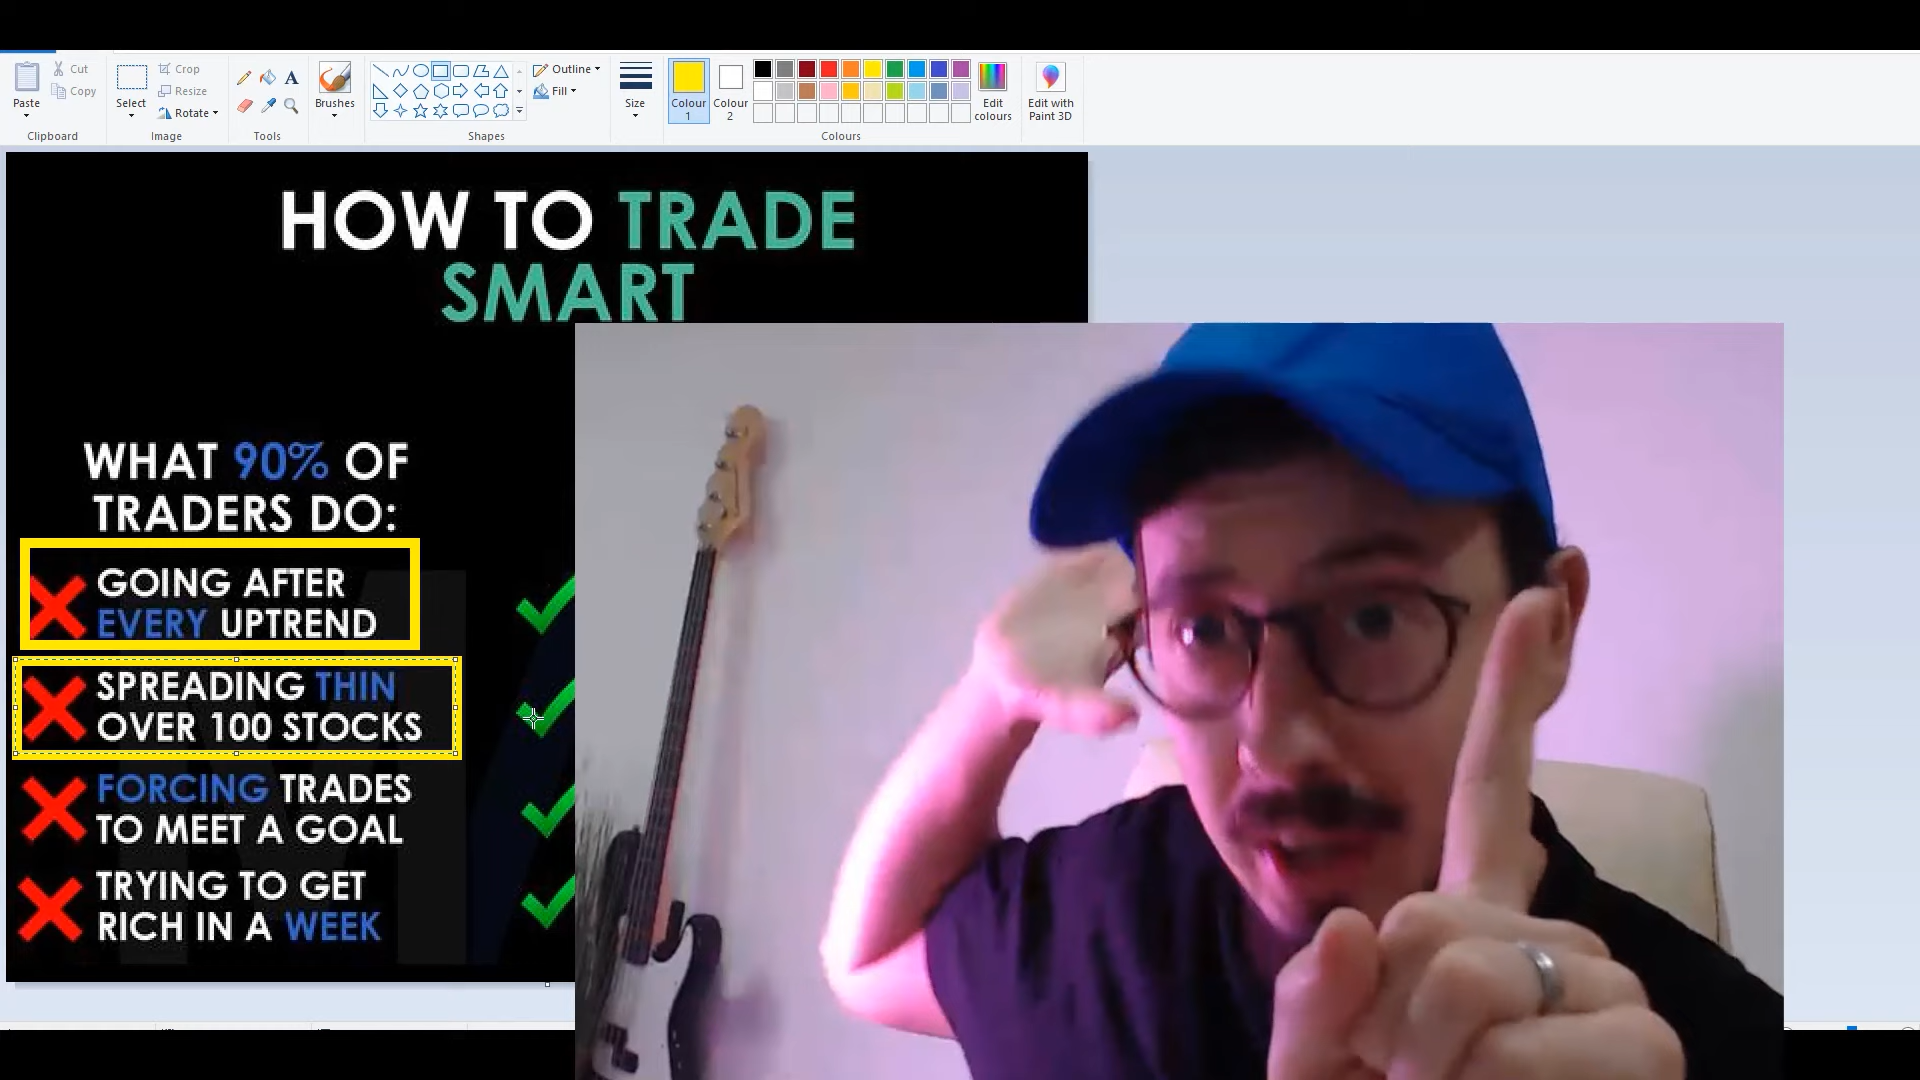 Paste
Cut
Copy
Clipboard
Select
Crop
Resize
Rotate
Image
A
Tools
Brushes
Outline
Fill
Shapes
Size
Colour
1
Colour
2
Edit
colours
Colours
Edit with
Paint 3D
HOW TO TRADE
SMART
WHAT 90% OF
TRADERS DO:
GOING AFTER
EVERY UPTREND
SPREADING THIN
OVER 100 STOCKS
FORCING TRADES
TO MEET A GOAL
TRYING TO GET
RICH IN A WEEK